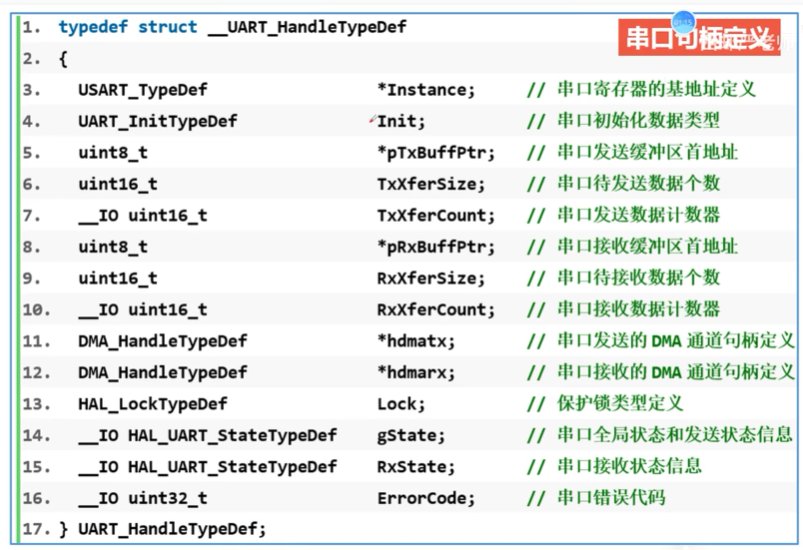 串口句柄定义
01:15
1. typedef struct __UART_HandleTypeDef
2. {
3. USART_TypeDef *Instance; // 串口寄存器的基地址定义
4. UART_InitTypeDef Init; // 串口初始化数据类型
5. uint8_t *pTxBuffPtr; // 串口发送缓冲区首地址
6. uint16_t TxXferSize; // 串口待发送数据个数
7. __IO uint16_t TxXferCount; // 串口发送数据计数器
8. uint8_t *pRxBuffPtr; // 串口接收缓冲区首地址
9. uint16_t RxXferSize; // 串口待接收数据个数
10. __IO uint16_t RxXferCount; // 串口接收数据计数器
11. DMA_HandleTypeDef *hdmatx; // 串口发送的 DMA 通道句柄定义
12. DMA_HandleTypeDef *hdmarx; // 串口接收的 DMA 通道句柄定义
13. HAL_LockTypeDef Lock; // 保护锁类型定义
14. __IO HAL_UART_StateTypeDef gState; // 串口全局状态和发送状态信息
15. __IO HAL_UART_StateTypeDef RxState; // 串口接收状态信息
16. __IO uint32_t ErrorCode; // 串口错误代码
17. } UART_HandleTypeDef;